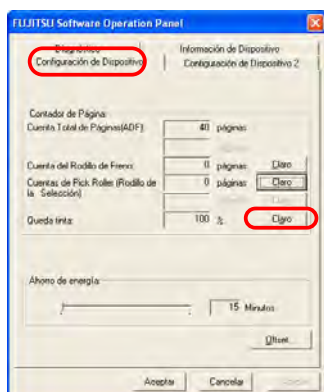 FUJITSU Software Operation Panel
Diagnóstico Información de Dispositivo
Configuración de Dispositivo Configuración de Dispositivo 2
Contador de Página:
Cuenta Total de Páginas(ADF): 40 páginas
Cuenta del Rodillo de Freno: 0 páginas Claro
Cuentas de Pick Roller (Rodillo de 0 páginas Claro
la Selección)
Queda tinta: 100 % Claro
Ahorro de energía:
15 Minutos
Offset...
Aceptar Cancelar